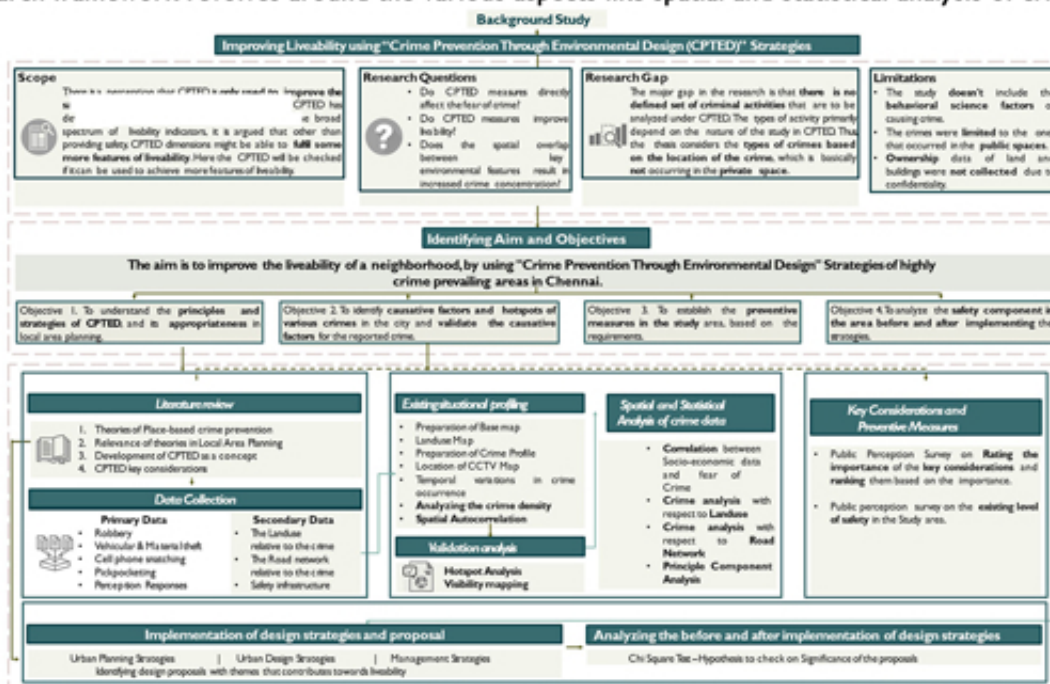 Background Study
Improving Liveability using "Crime Prevention Through Environmental Design (CPTED)" Strategies
Scope
There is a perception that CPTED is only used to improve the
CPTED has
de
e broad
spectrum of livability indicators, it is argued that other than
providing safety, CPTED dimensions might be able to fulfil some
more features of liveability. Here the CPTED will be checked
if it can be used to achieve more features of liveability.
Research Questions
• Do CPTED measures directly
affect the fear of crime?
• Do CPTED measures improve
livability?
• Does the spatial overlap
between key
environmental features result in
increased crime concentration?
Research Gap
The major gap in the research is that there is no
defined set of criminal activities that are to be
analyzed under CPTED. The types of activity primarily
depend on the nature of the study in CPTED. Thus,
the thesis considers the types of crimes based
on the location of the crime, which is basically
not occurring in the private space.
Limitations
• The study doesn't include the
behavioral science factors o
causing crime.
• The crimes were limited to the one
that occurred in the public spaces.
• Ownership data of land an
buildings were not collected due to
confidentiality.
Identifying Aim and Objectives
The aim is to improve the liveability of a neighborhood, by using "Crime Prevention Through Environmental Design" Strategies of highly
crime prevailing areas in Chennai.
Objective 1. To understand the principles and
strategies of CPTED, and its appropriateness in
local area planning.
Objective 2. To identify causative factors and hotspots of
various crimes in the city and validate the causative
factors for the reported crime.
Objective 3. To establish the preventive
measures in the study area, based on the
requirements.
Objective 4. To analyze the safety component in
the area before and after implementing the
strategies.
Literature review
1. Theories of Place-based crime prevention
2. Relevance of theories in Local Area Planning
3. Development of CPTED as a concept
4. CPTED key considerations
Data Collection
Primary Data
• Robbery
• Vehicular & Material theft
• Cell phone snatching
• Pickpocketing
• Perception Responses
Secondary Data
• The Landuse
relative to the crime
• The Road network
relative to the crime
• Safety infrastructure
Existing situational profiling
• Preparation of Base map
• Landuse Map
• Preparation of Crime Profile
• Location of CCTV Map
• Temporal variations in crime
occurrence
• Analyzing the crime density
• Spatial Autocorrelation
Validation analysis
Hotspot Analysis
Visibility mapping
Spatial and Statistical
Analysis of crime data
• Correlation between
Socio-economic data
and fear of
Crime
• Crime analysis with
respect to Landuse
• Crime analysis with
respect to Road
Network
• Principle Component
Analysis
Key Considerations and
Preventive Measures
• Public Perception Survey on Rating the
importance of the key considerations and
ranking them based on the importance.
• Public perception survey on the existing level
of safety in the Study area.
Implementation of design strategies and proposal
Urban Planning Strategies | Urban Design Strategies | Management Strategies
Identifying design proposals with themes that contributes towards liveability
Analyzing the before and after implementation of design strategies
Chi Square Test – Hypothesis to check on Significance of the proposals